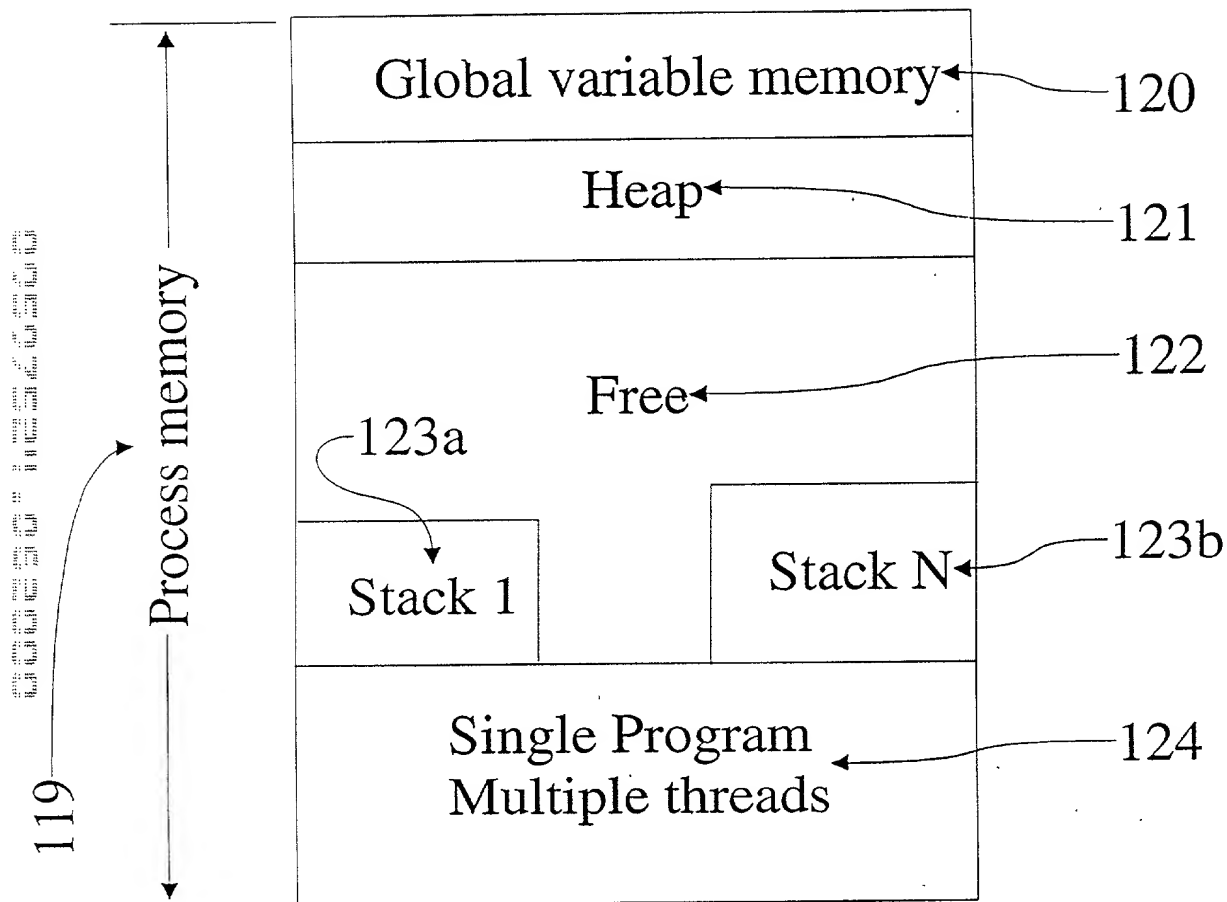 Global variable memory
120
Heap
121
Process memory
119
Free
122
123a
Stack 1
Stack N
123b
Single Program
Multiple threads
124